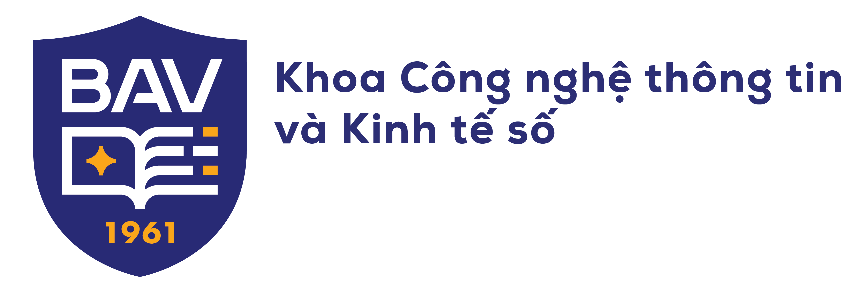 BAV
1961
Khoa Công nghệ thông tin
và Kinh tế số